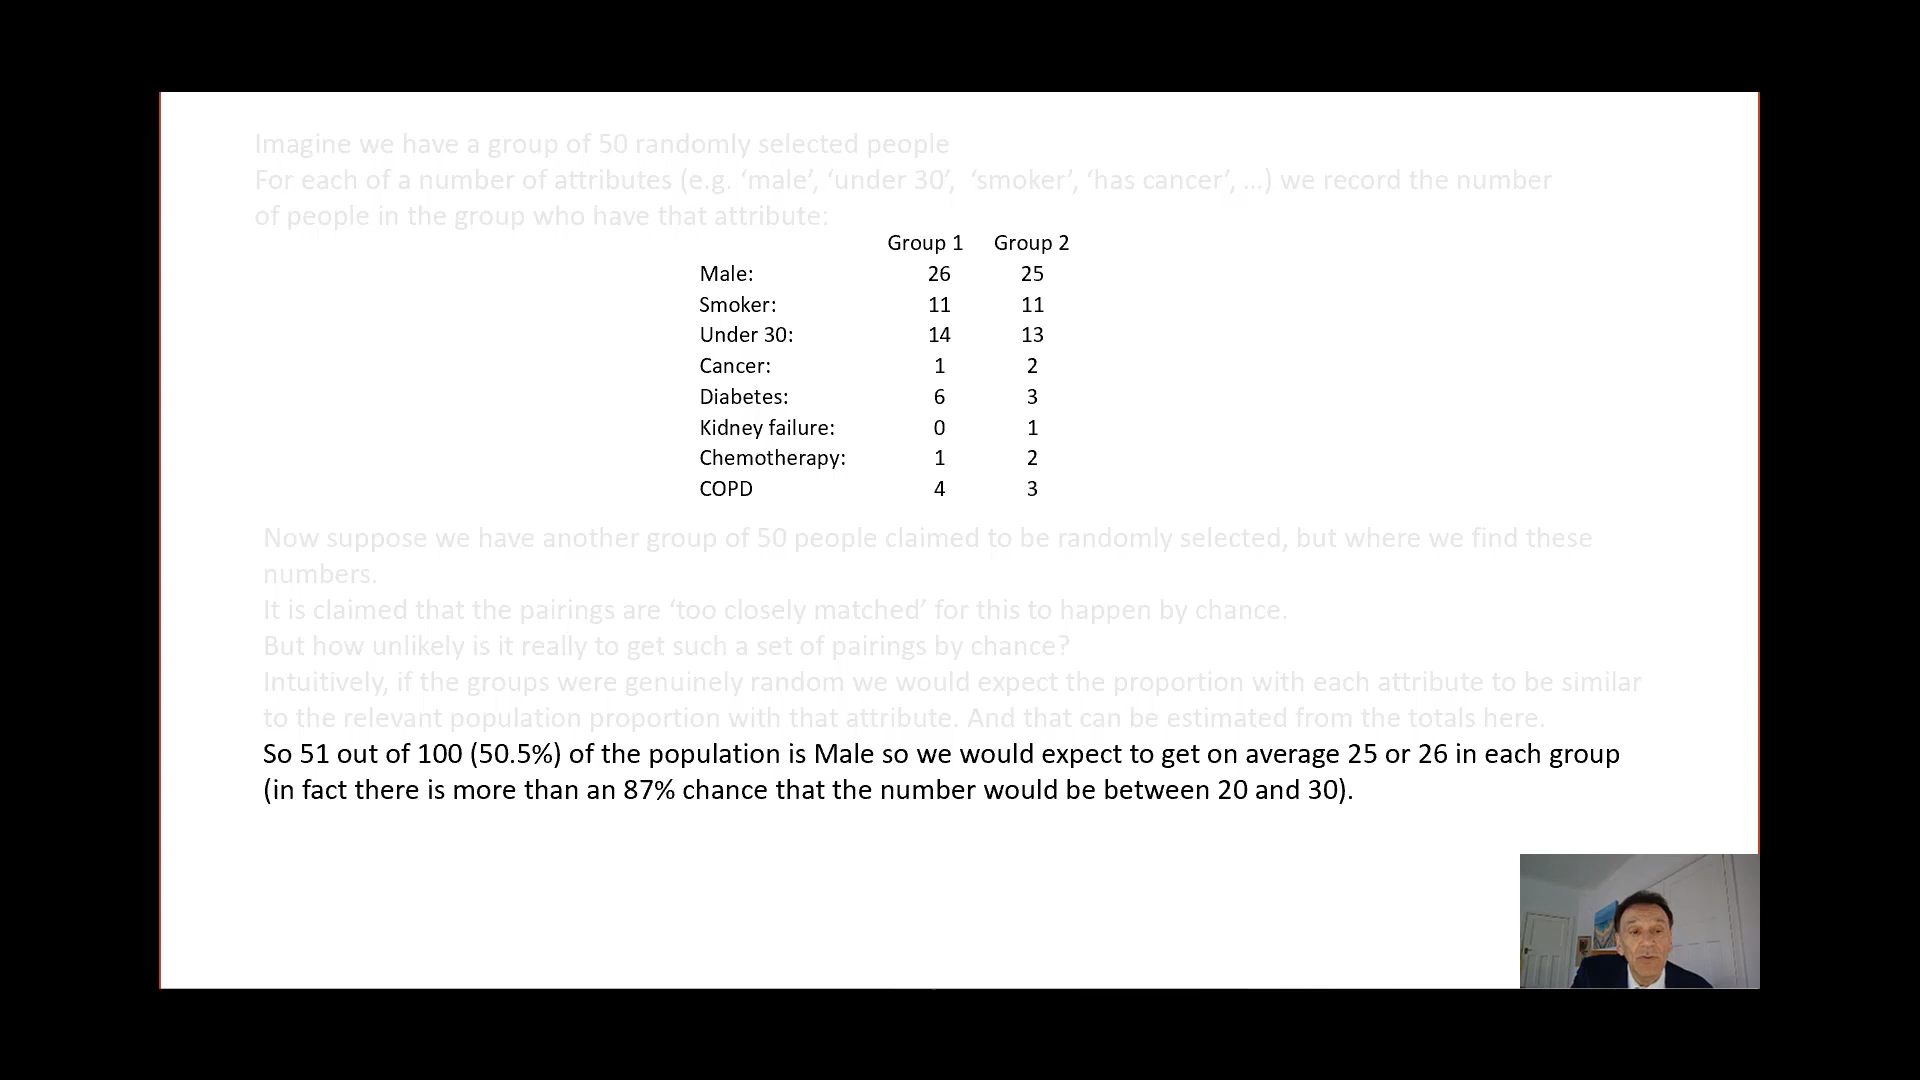 Imagine we have a group of 50 randomly selected people
For each of a number of attributes (e.g. ‘male’, ‘under 30’,  ‘smoker’, ‘has cancer’, ...) we record the number
of people in the group who have that attribute:
Group 1 Group 2
Male: 26 25
Smoker: 11 11
Under 30: 14 13
Cancer: 1 2
Diabetes: 6 3
Kidney failure: 0 1
Chemotherapy: 1 2
COPD 4 3
Now suppose we have another group of 50 people claimed to be randomly selected, but where we find these
numbers.
It is claimed that the pairings are ‘too closely matched’ for this to happen by chance.
But how unlikely is it really to get such a set of pairings by chance?
Intuitively, if the groups were genuinely random we would expect the proportion with each attribute to be similar
to the relevant population proportion with that attribute. And that can be estimated from the totals here.
So 51 out of 100 (50.5%) of the population is Male so we would expect to get on average 25 or 26 in each group
(in fact there is more than an 87% chance that the number would be between 20 and 30).